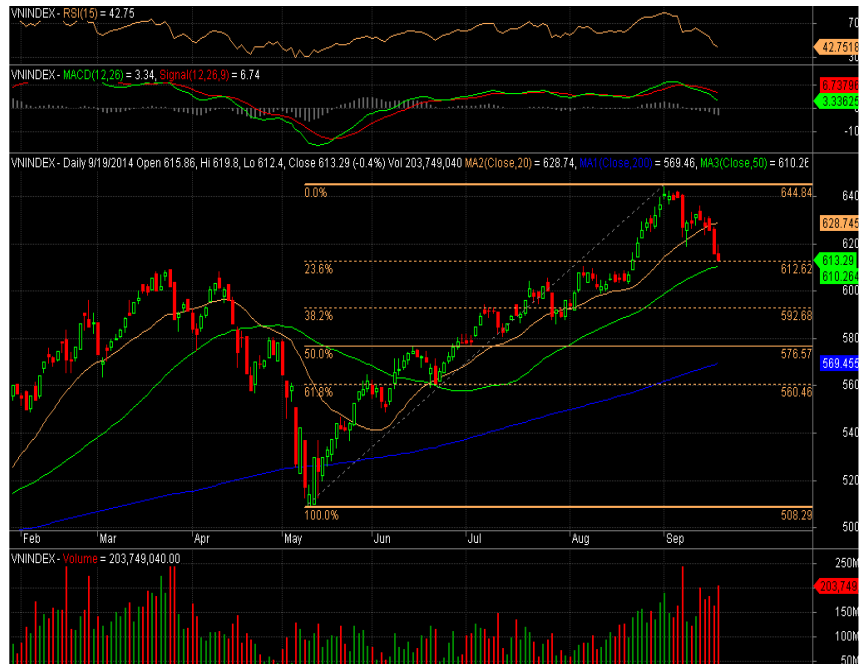 VNINDEX - RSI(15) = 42.75
70
42.7518
30
VNINDEX - MACD(12,26) = 3.34, Signal(12,26,9) = 6.74
6.73798
3.33625
-10
VNINDEX - Daily 9/19/2014 Open 615.86, Hi 619.8, Lo 612.4, Close 613.29 (-0.4%) Vol 203,749,040 MA2(Close,20) = 628.74, MA1(Close,200) = 569.46, MA3(Close,50) = 610.26
0.0% 644.84
640
628.745
620
613.29
23.6% 612.62
610.264
600
38.2% 592.68
50.0% 576.57
569.455
560
61.8% 560.46
540
520
100.0% 508.29
500
Feb Mar Apr May Jun Jul Aug Sep
VNINDEX - Volume = 203,749,040.00
250M
203,749
150M
100M
50M